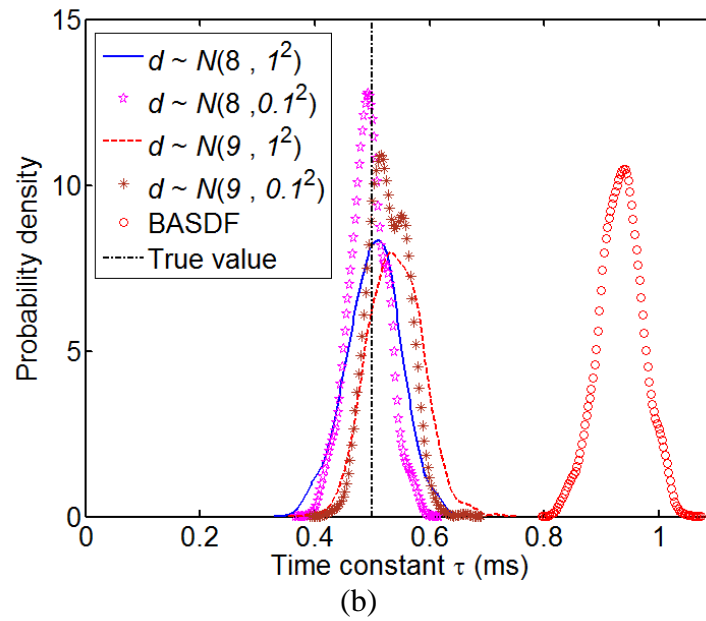 15
10
5
0
Probability density
d ~ N(8 , 1²)
d ~ N(8 ,0.1²)
d ~ N(9 , 1²)
d ~ N(9 , 0.1²)
BASDF
True value
0 0.2 0.4 0.6 0.8 1
Time constant τ (ms)
(b)